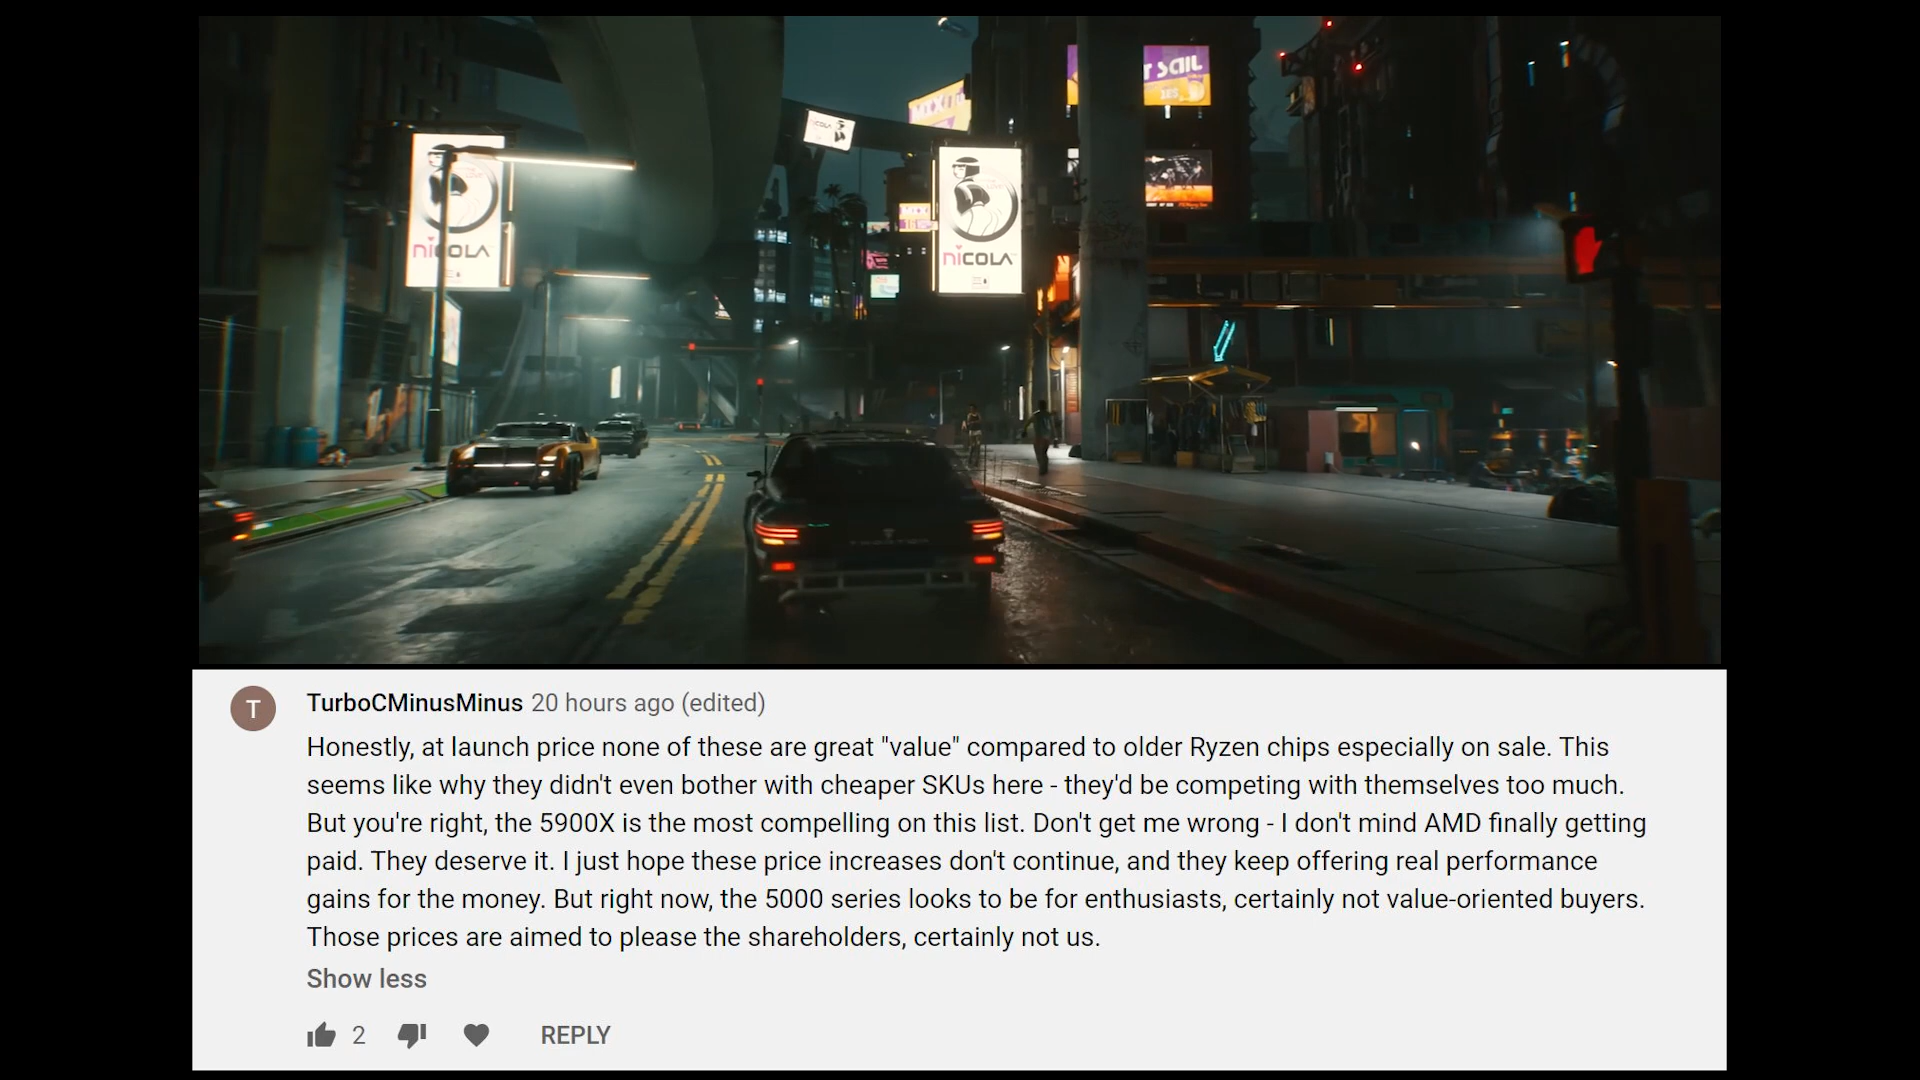 T SOIL
NICOLA
NICOLA
T
TurboCMinusMinus 20 hours ago (edited)
Honestly, at launch price none of these are great "value" compared to older Ryzen chips especially on sale. This
seems like why they didn't even bother with cheaper SKUs here - they'd be competing with themselves too much.
But you're right, the 5900X is the most compelling on this list. Don't get me wrong - I don't mind AMD finally getting
paid. They deserve it. I just hope these price increases don't continue, and they keep offering real performance
gains for the money. But right now, the 5000 series looks to be for enthusiasts, certainly not value-oriented buyers.
Those prices are aimed to please the shareholders, certainly not us.
Show less
2 REPLY